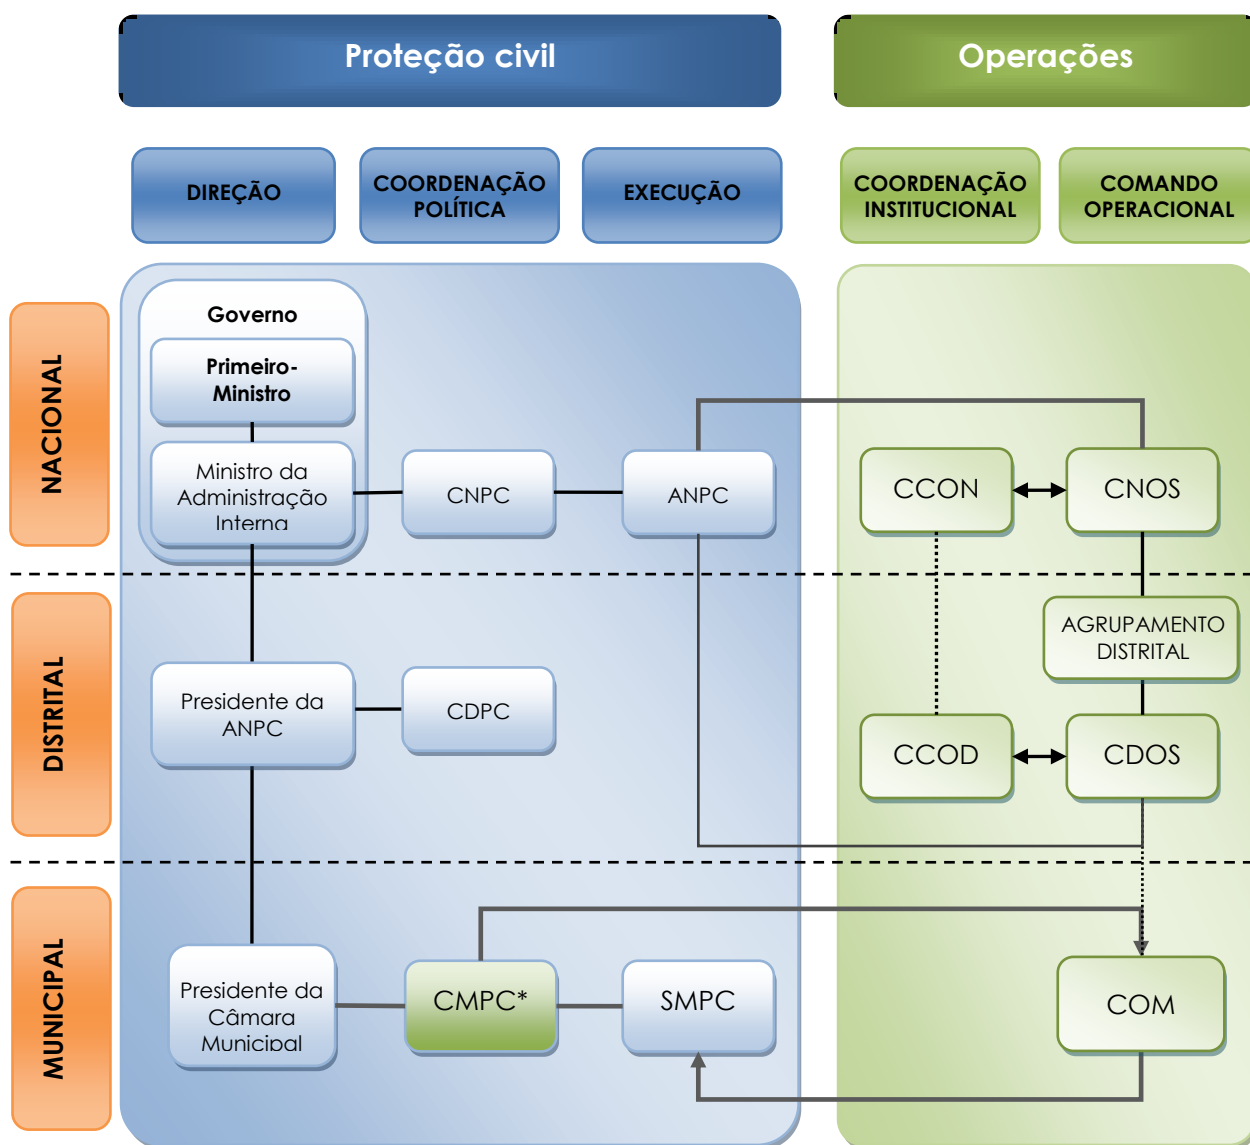 Proteção civil
Operações
DIREÇÃO
COORDENAÇÃO
POLÍTICA
EXECUÇÃO
COORDENAÇÃO
INSTITUCIONAL
COMANDO
OPERACIONAL
NACIONAL
Governo
Primeiro-
Ministro
Ministro da
Administração
Interna
CNPC
ANPC
CCON
CNOS
DISTRITAL
AGRUPAMENTO
DISTRITAL
Presidente da
ANPC
CDPC
CCOD
CDOS
MUNICIPAL
Presidente da
Câmara
Municipal
CMPC*
SMPC
COM